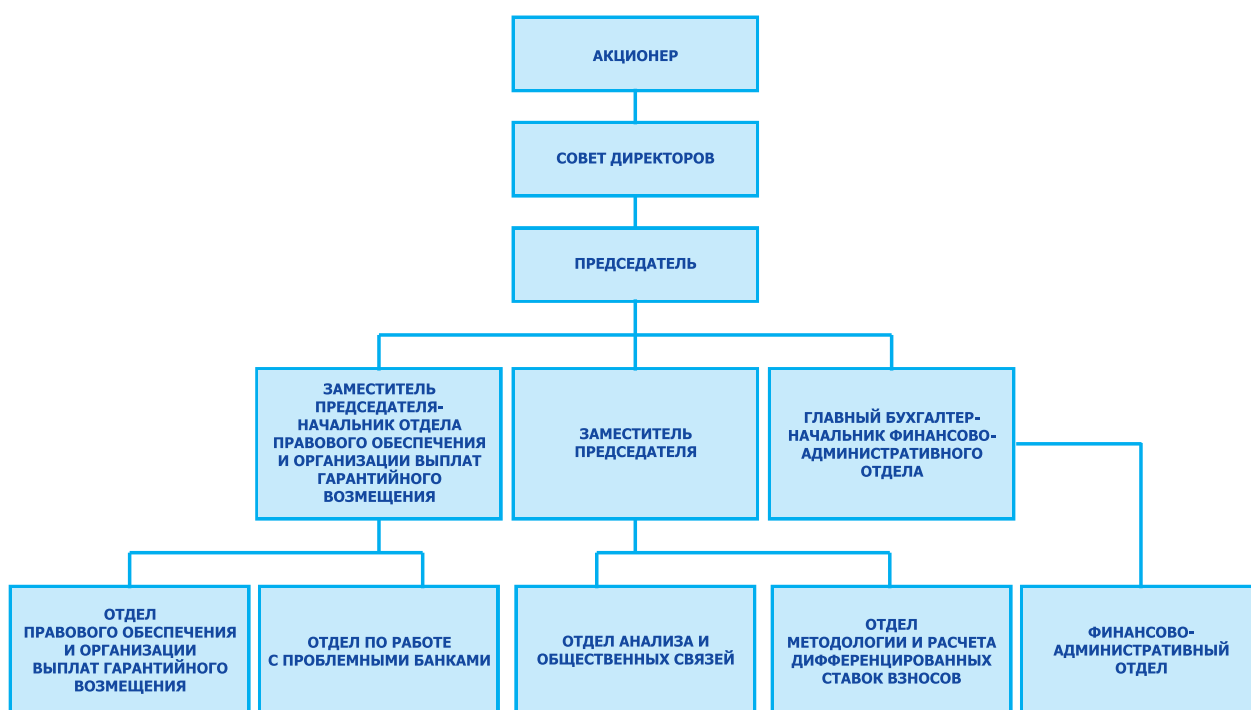 АКЦИОНЕР
СОВЕТ ДИРЕКТОРОВ
ПРЕДСЕДАТЕЛЬ
ЗАМЕСТИТЕЛЬ
ПРЕДСЕДАТЕЛЯ-
НАЧАЛЬНИК ОТДЕЛА
ПРАВОВОГО ОБЕСПЕЧЕНИЯ
И ОРГАНИЗАЦИИ ВЫПЛАТ
ГАРАНТИЙНОГО
ВОЗМЕЩЕНИЯ
ЗАМЕСТИТЕЛЬ
ПРЕДСЕДАТЕЛЯ
ГЛАВНЫЙ БУХГАЛТЕР-
НАЧАЛЬНИК ФИНАНСОВО-
АДМИНИСТРАТИВНОГО
ОТДЕЛА
ОТДЕЛ
ПРАВОВОГО ОБЕСПЕЧЕНИЯ
И ОРГАНИЗАЦИИ
ВЫПЛАТ ГАРАНТИЙНОГО
ВОЗМЕЩЕНИЯ
ОТДЕЛ ПО РАБОТЕ
С ПРОБЛЕМНЫМИ БАНКАМИ
ОТДЕЛ АНАЛИЗА И
ОБЩЕСТВЕННЫХ СВЯЗЕЙ
ОТДЕЛ
МЕТОДОЛОГИИ И РАСЧЕТА
ДИФФЕРЕНЦИРОВАННЫХ
СТАВОК ВЗНОСОВ
ФИНАНСОВО-
АДМИНИСТРАТИВНЫЙ
ОТДЕЛ